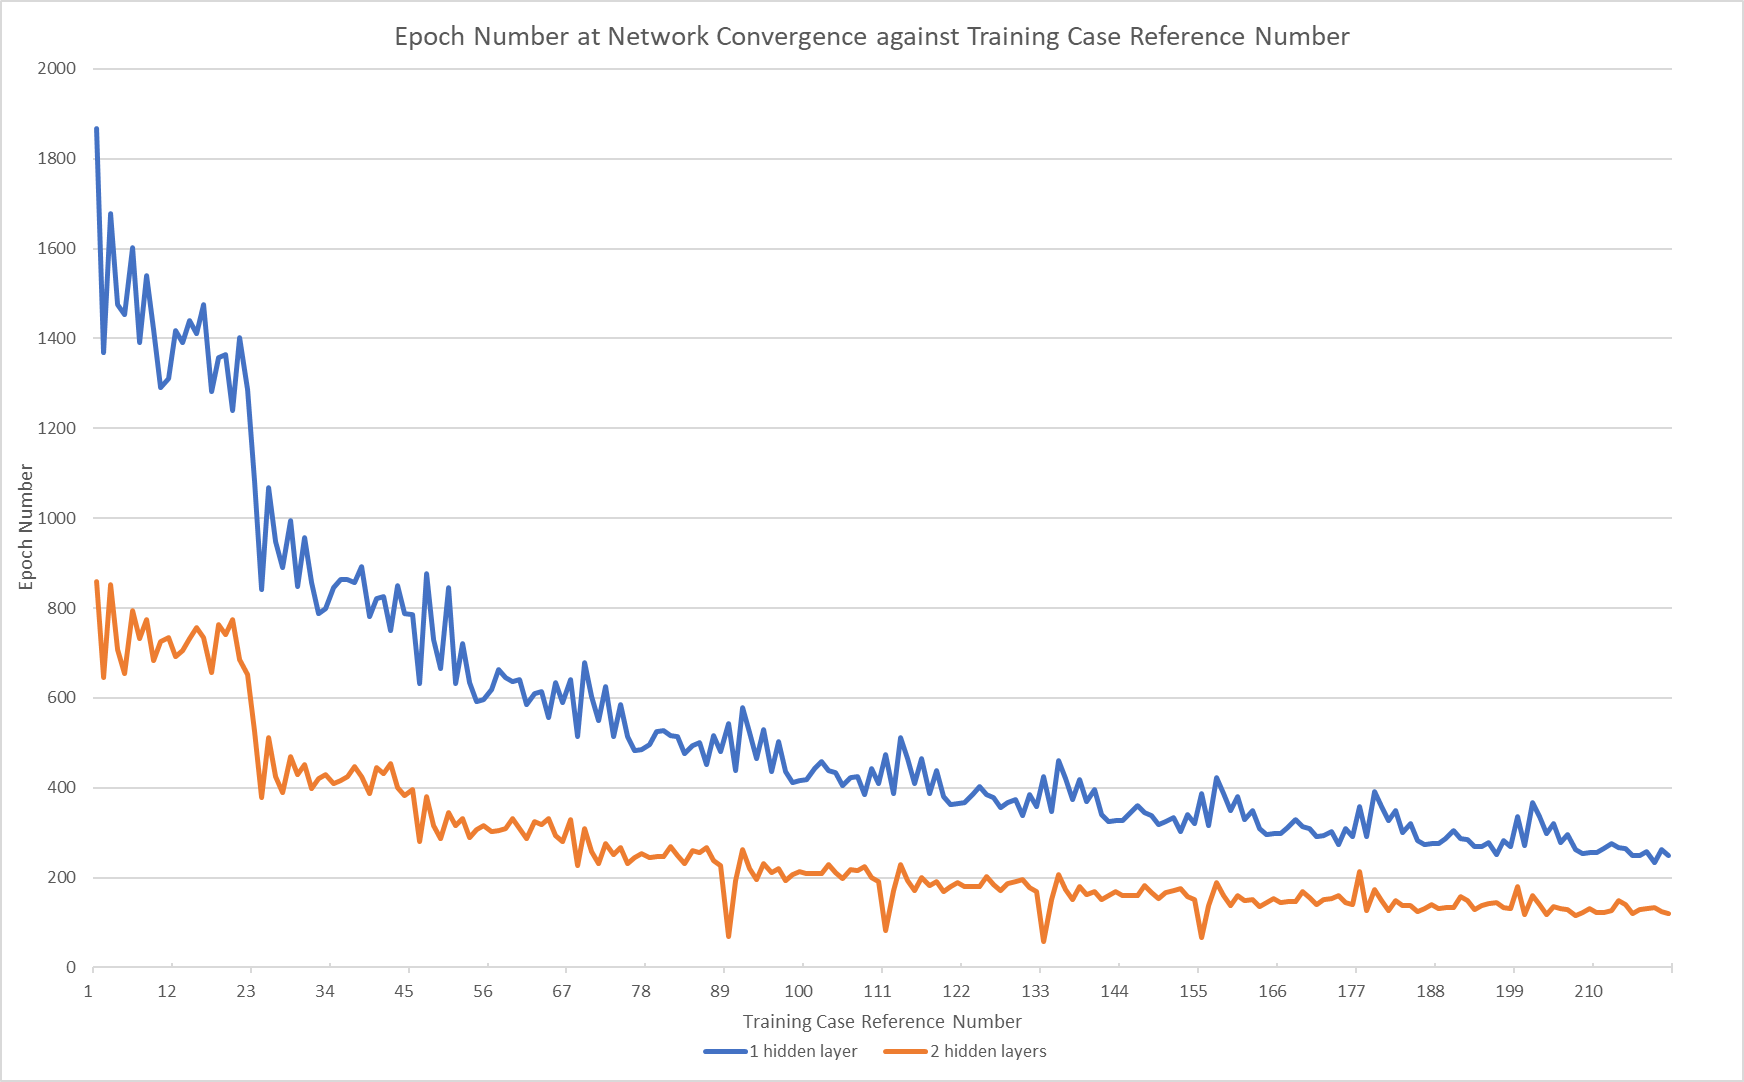 Epoch Number at Network Convergence against Training Case Reference Number
2000
1800
1600
1400
1200
1000
800
600
400
200
0
Epoch Number
1 12 23 34 45 56 67 78 89 100 111 122 133 144 155 166 177 188 199 210
Training Case Reference Number
1 hidden layer 2 hidden layers